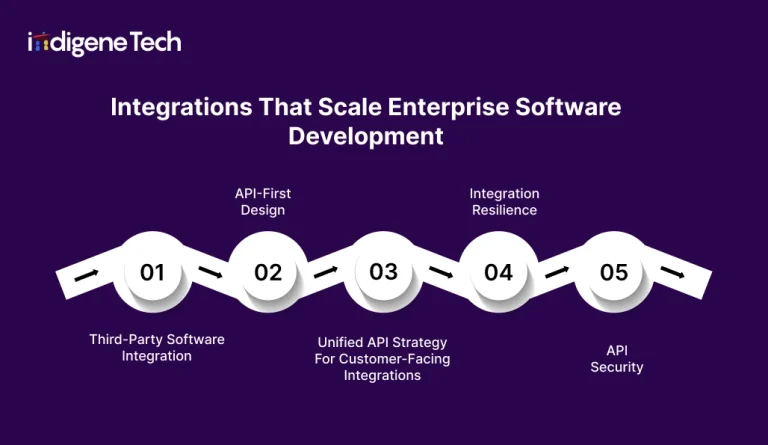 indigeneTech
Integrations That Scale Enterprise Software
Development
API-First
Design
Integration
Resilience
01
02
03
04
05
Third-Party Software
Integration
Unified API Strategy
For Customer-Facing
Integrations
API
Security